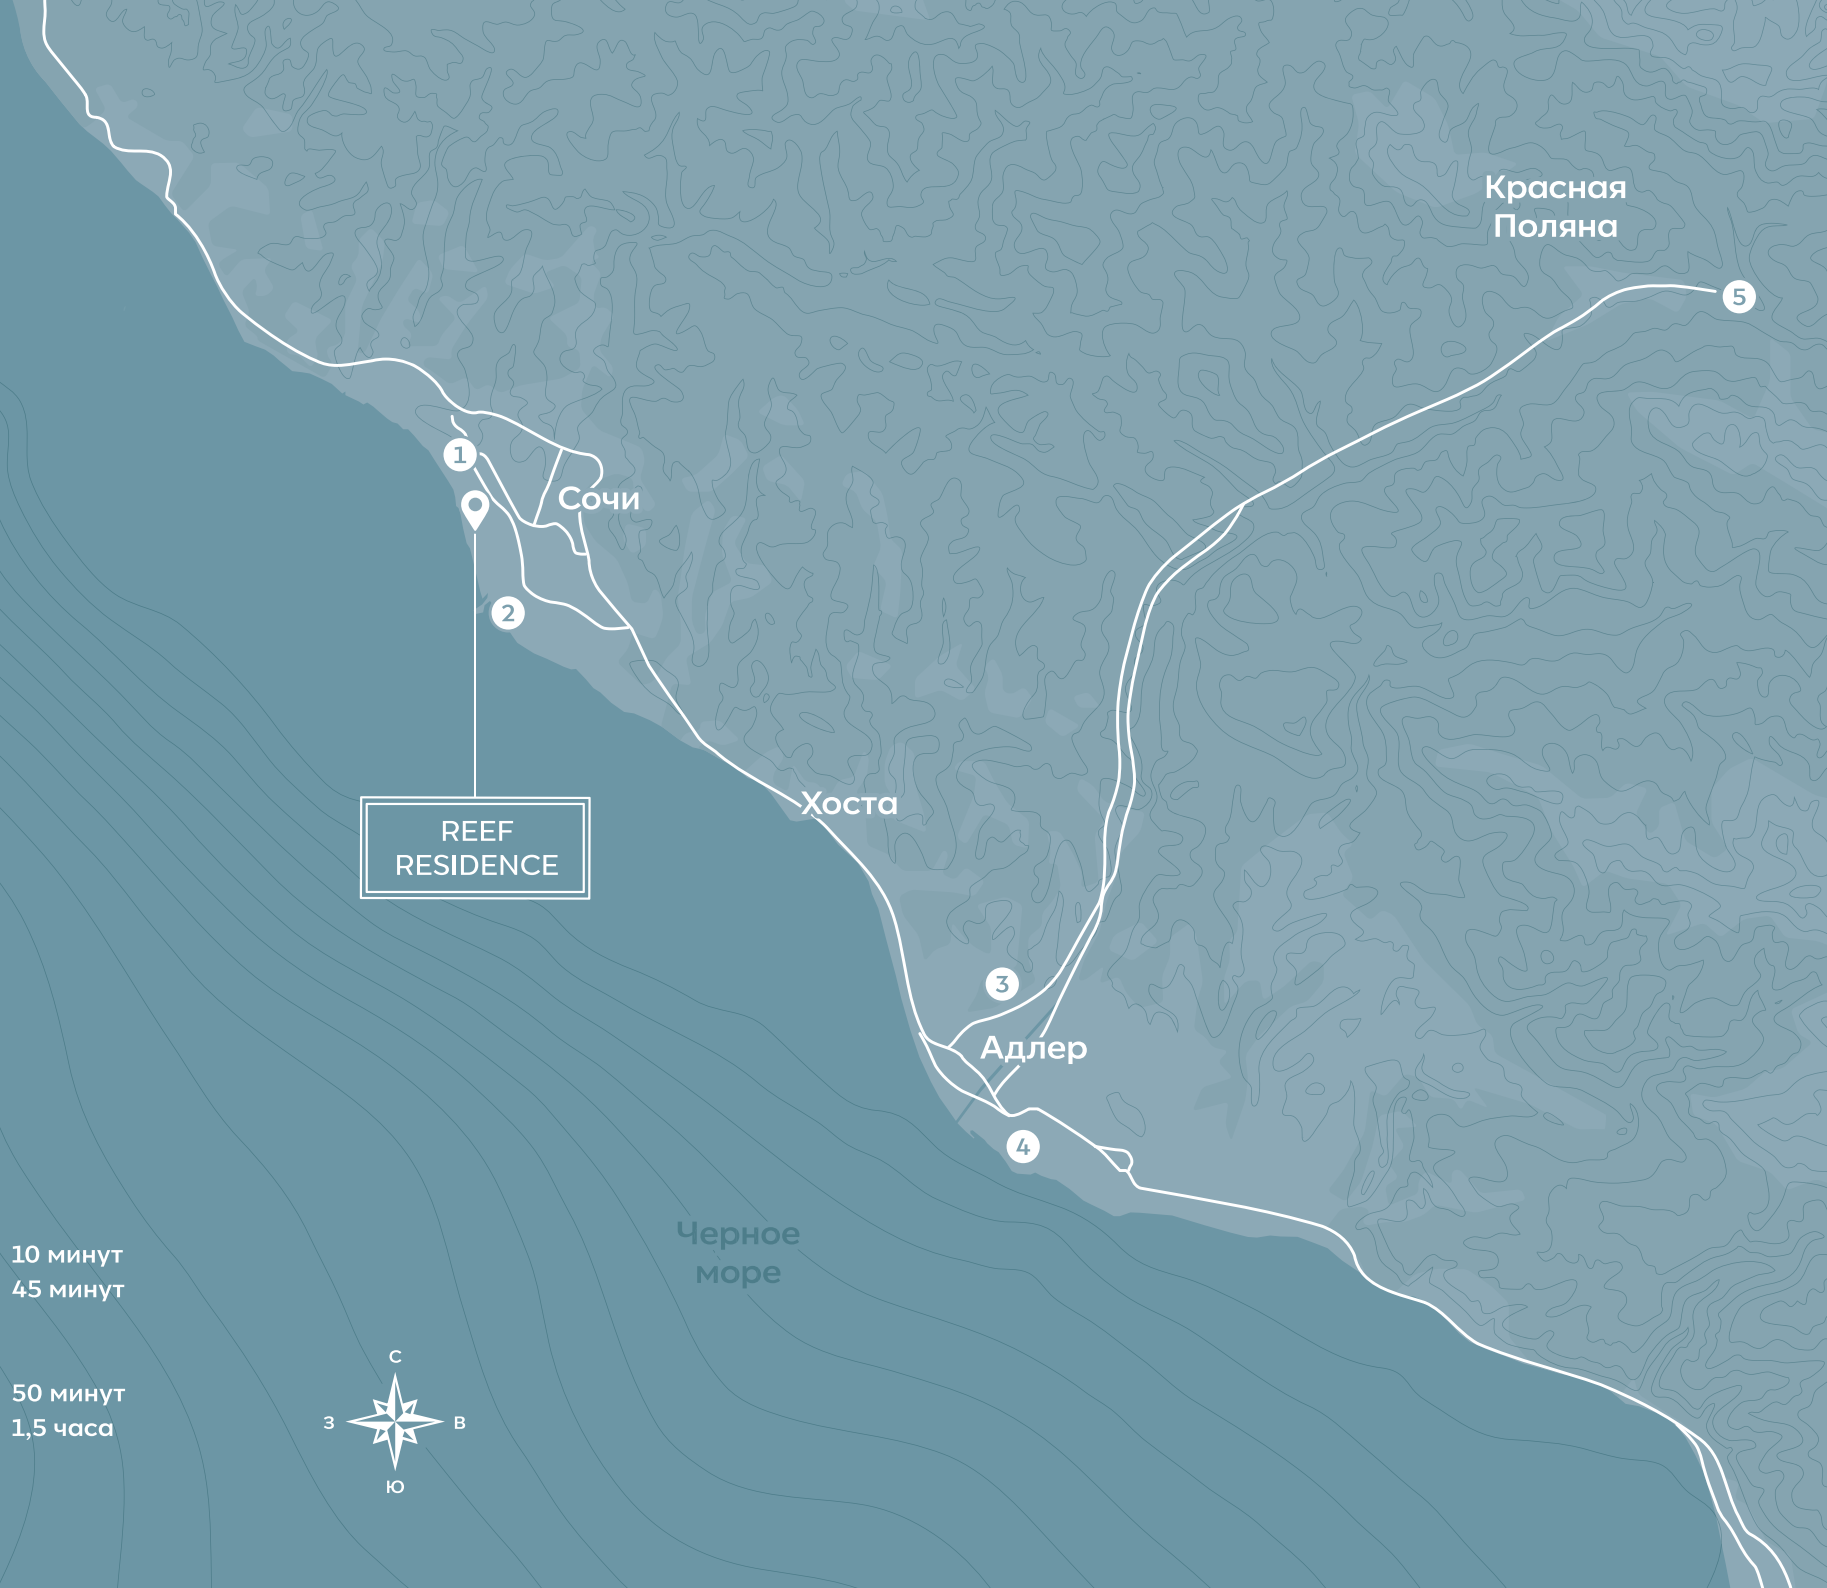 Красная
Поляна
5
1
Сочи
2
REEF
RESIDENCE
Хоста
3
Адлер
4
Черное
море
10 минут
45 минут
50 минут
1,5 часа
С
З
В
Ю